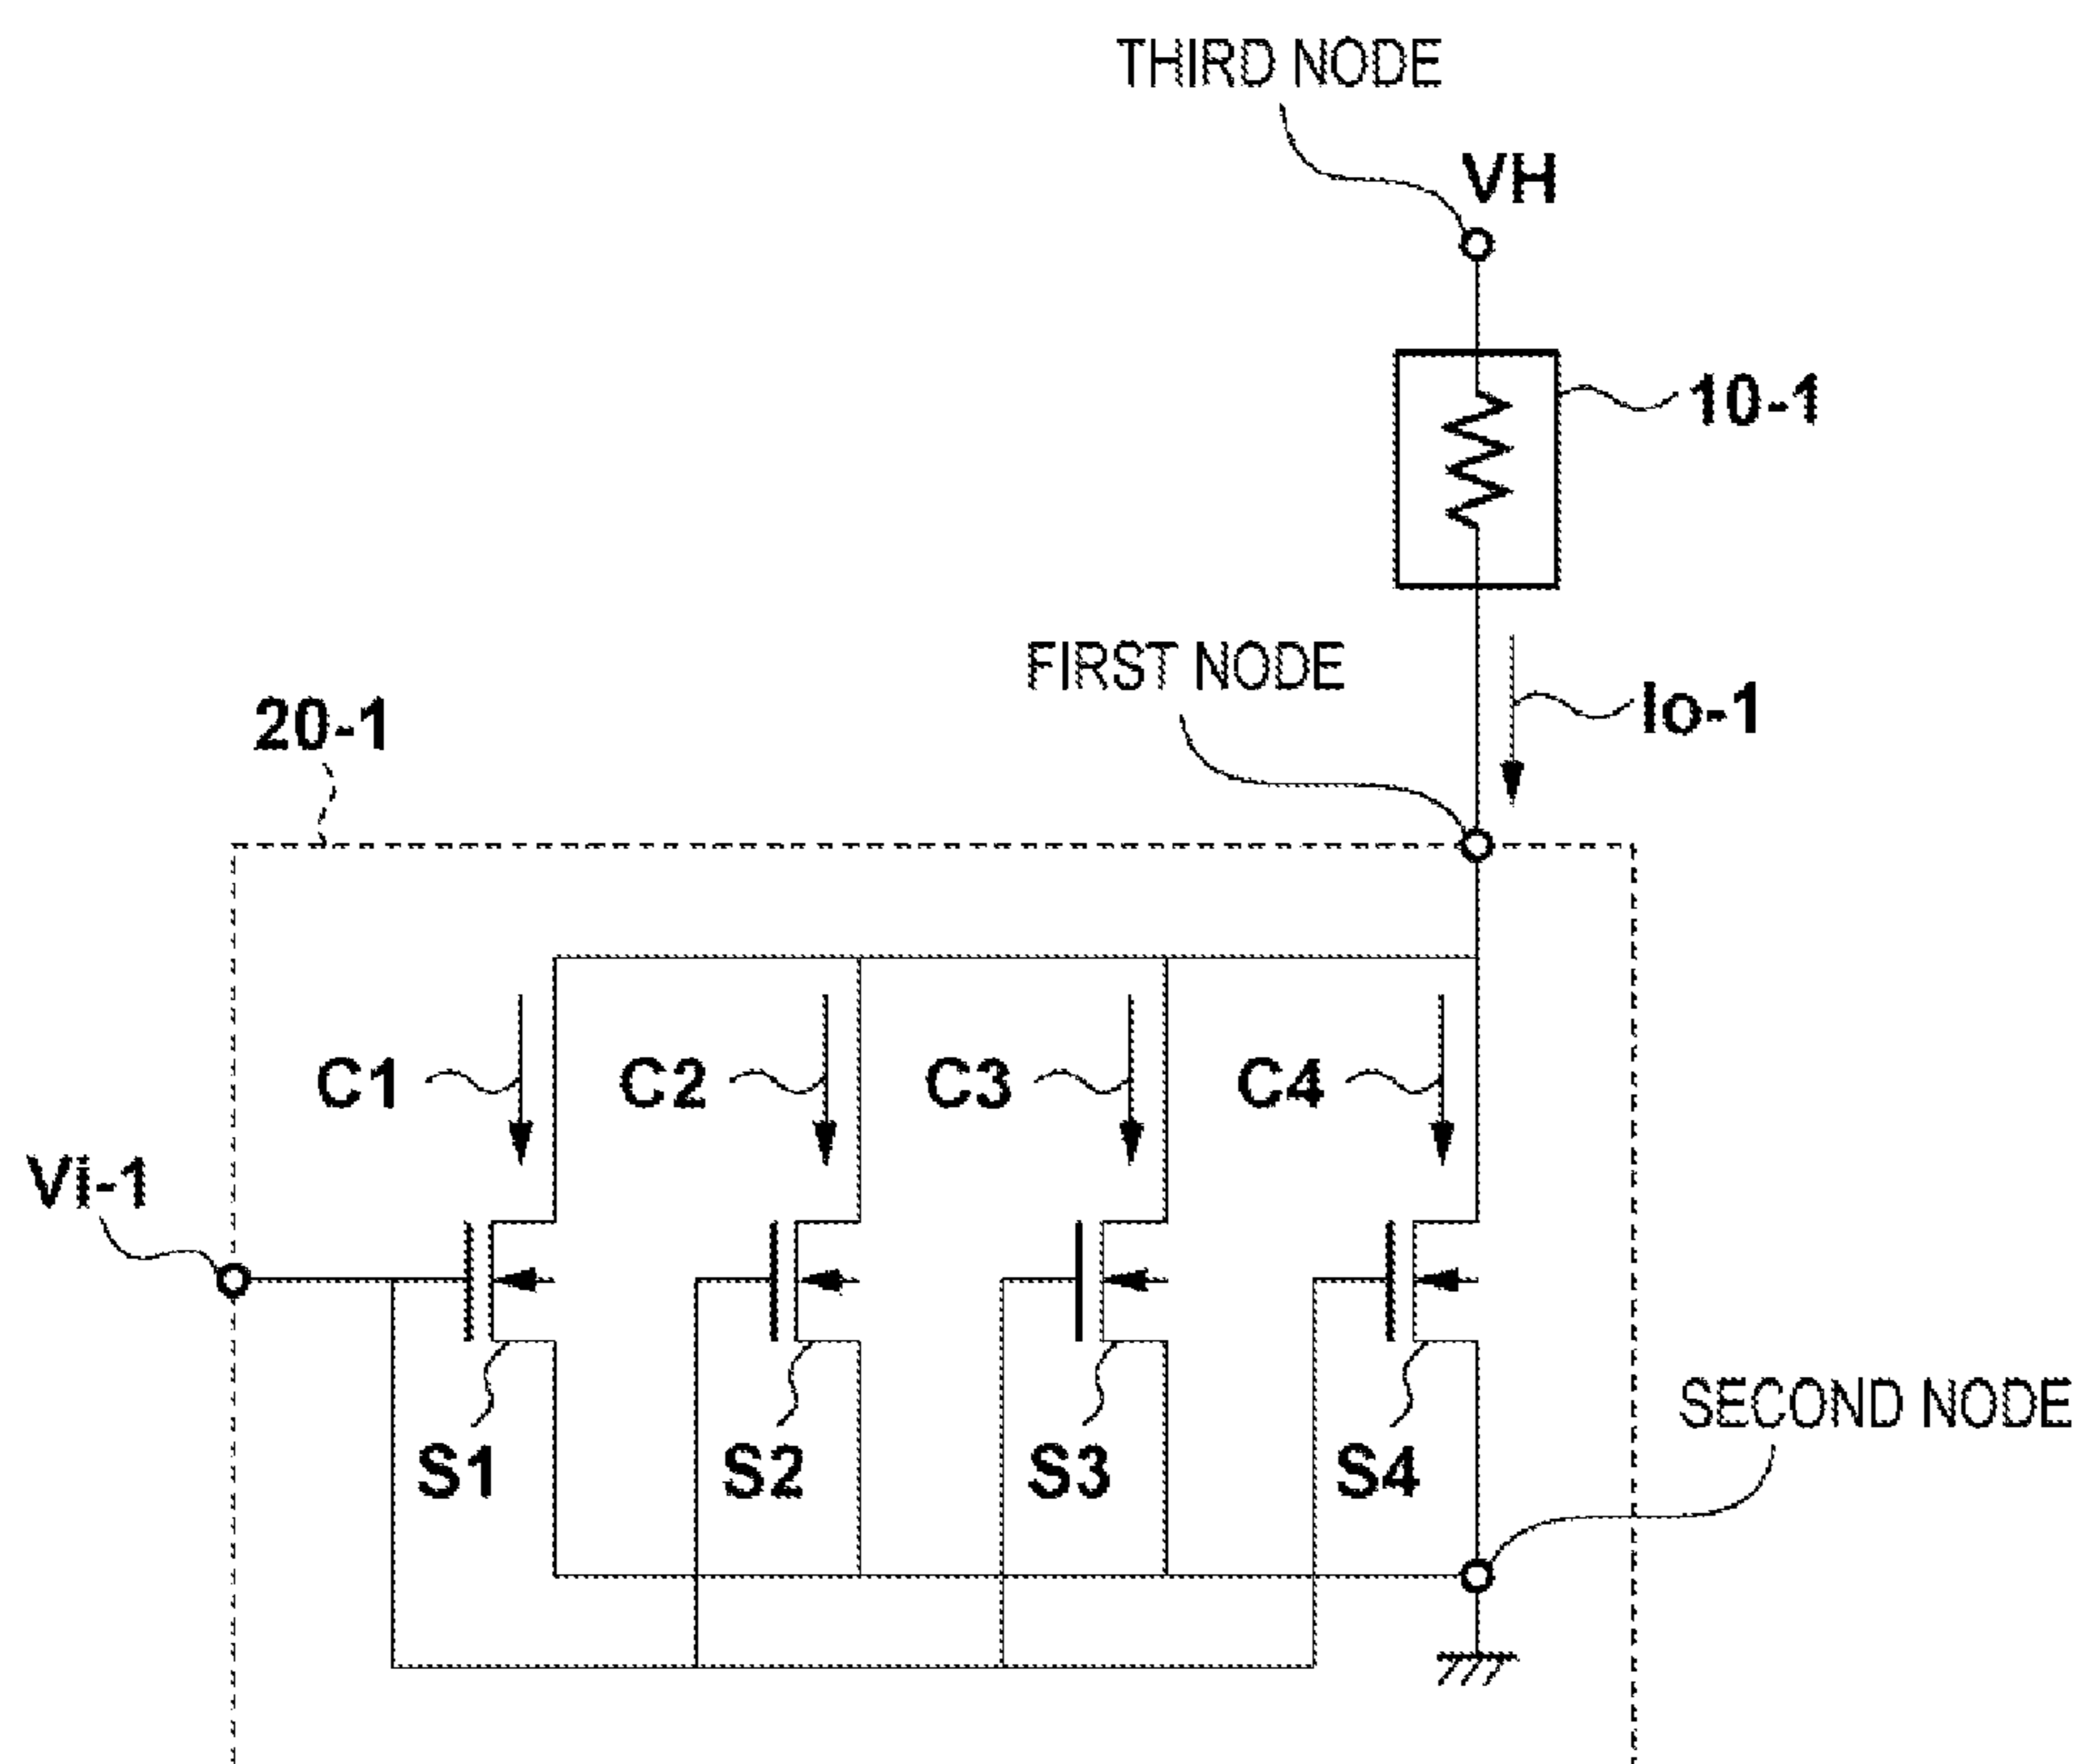 THIRD NODE
VH
10-1
FIRST NODE
Io-1
20-1
C1
C2
C3
C4
Vi-1
SECOND NODE
S1
S2
S3
S4